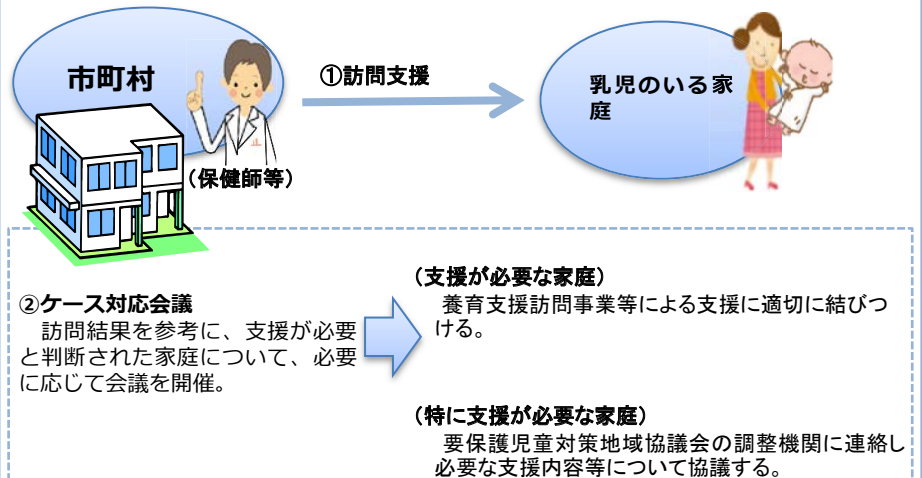 市町村
①訪問支援
乳児のいる家
庭
（保健師等）
②ケース対応会議
訪問結果を参考に、支援が必要
と判断された家庭について、必要
に応じて会議を開催。
（支援が必要な家庭）
養育支援訪問事業等による支援に適切に結びつ
ける。
（特に支援が必要な家庭）
要保護児童対策地域協議会の調整機関に連絡し
必要な支援内容等について協議する。